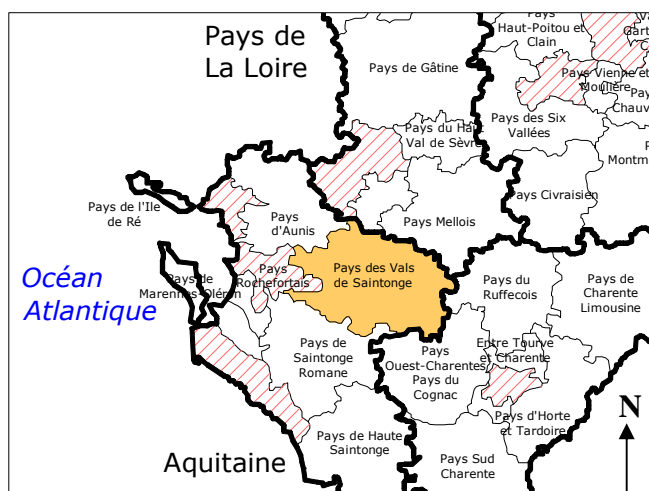 Pays de
La Loire
Pays
Haut-Poitou et
Clain
Pays de Gâtine
Pays Vienne et
Moulière
Pays des Six
Vallées
Pays du Haut
Val de Sèvre
Pays Civraisien
Pays de l'Ile
de Ré
Pays
d'Aunis
Pays Mellois
Océan
Atlantique
Pays de
Marennes-Oléron
Pays
Rochefortais
Pays des Vals
de Saintonge
Pays du
Ruffecois
Pays de
Charente
Limousine
Pays de
Saintonge
Romane
Pays
Ouest-Charentes
Pays du
Cognac
Entre Tourve
et Charente
Pays d'Horte
et Tardoire
Pays de Haute
Saintonge
Aquitaine
Pays Sud
Charente
N